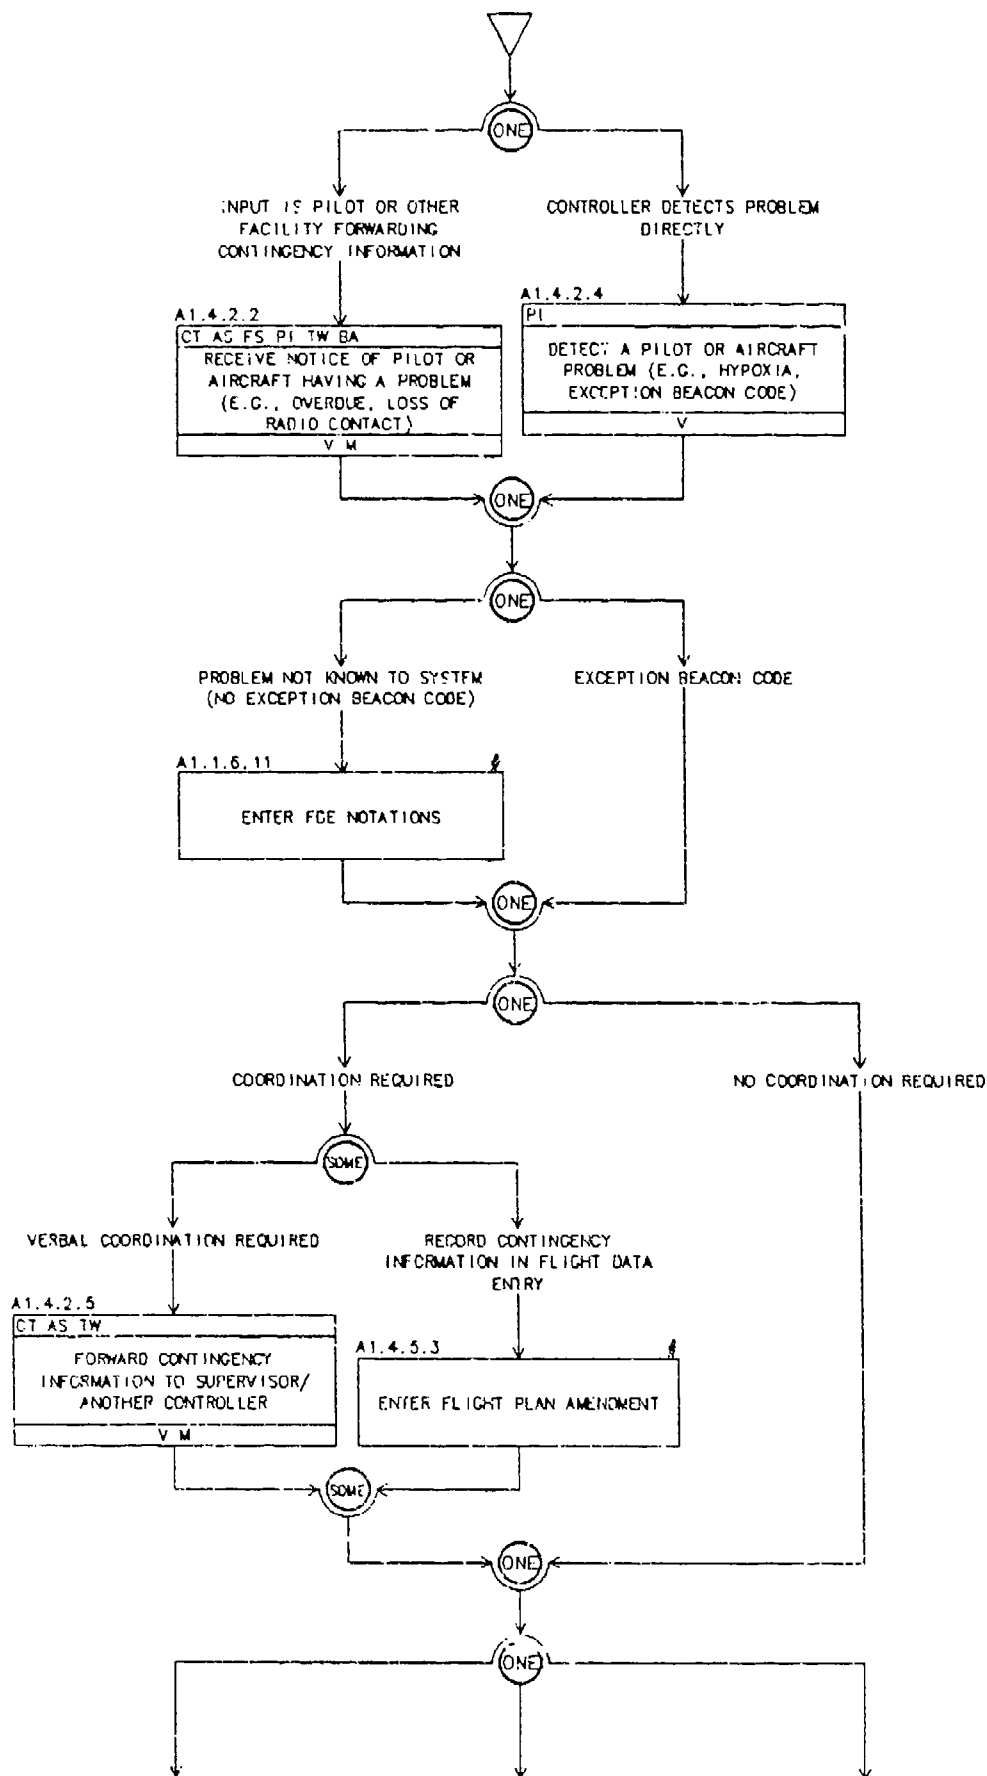 ONE
INPUT IS PILOT OR OTHER
FACILITY FORWARDING
CONTINGENCY INFORMATION
CONTROLLER DETECTS PROBLEM
DIRECTLY
A1.4.2.2
CT AS FS PI TW BA
RECEIVE NOTICE OF PILOT OR
AIRCRAFT HAVING A PROBLEM
(E.G., OVERDUE, LOSS OF
RADIO CONTACT)
V M
A1.4.2.4
PI
DETECT A PILOT OR AIRCRAFT
PROBLEM (E.G., HYPOXIA,
EXCEPTION BEACON CODE)
V
ONE
ONE
PROBLEM NOT KNOWN TO SYSTEM
(NO EXCEPTION BEACON CODE)
EXCEPTION BEACON CODE
A1.1.6.11
ENTER FDE NOTATIONS
ONE
ONE
COORDINATION REQUIRED
NO COORDINATION REQUIRED
SOME
VERBAL COORDINATION REQUIRED
RECORD CONTINGENCY
INFORMATION IN FLIGHT DATA
ENTRY
A1.4.2.5
CT AS TW
FORWARD CONTINGENCY
INFORMATION TO SUPERVISOR/
ANOTHER CONTROLLER
V M
A1.4.5.3
ENTER FLIGHT PLAN AMENDMENT
SOME
ONE
ONE